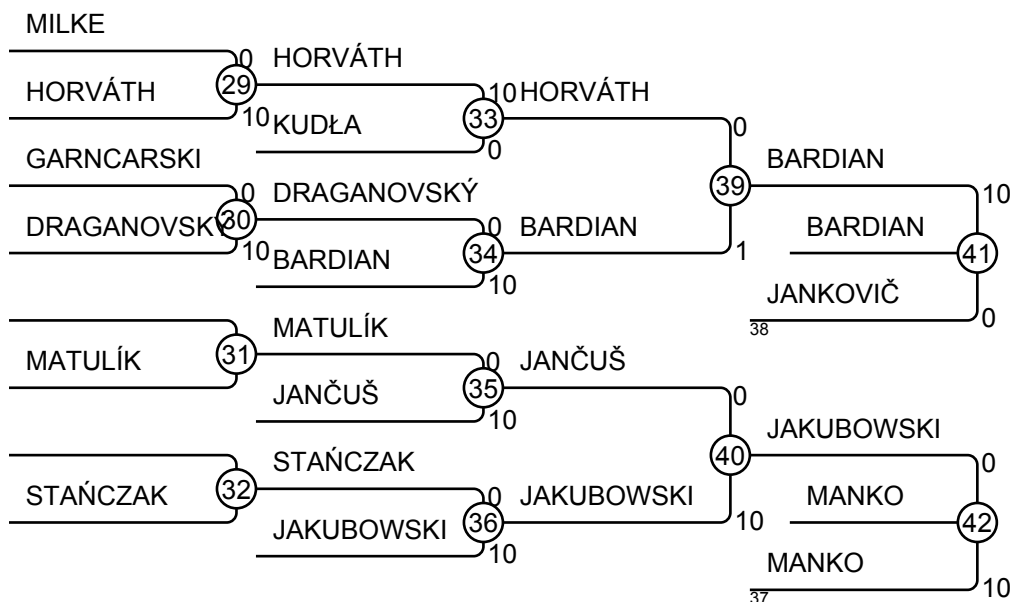 MILKE
0 HORVÁTH
29
HORVÁTH 10 HORVÁTH
10 KUDŁA 33
0 0
GARNCARSKI BARDIAN
0 DRAGANOVSKÝ 39 10
DRAGANOVSKÝ 30 0 BARDIAN BARDIAN
10 BARDIAN 34 1 41
10 JANKOVIČ
38 0
MATULÍK
MATULÍK 31 0 JANČUŠ
JANČUŠ 35 0
10 JAKUBOWSKI
STAŃCZAK 40 0
STAŃCZAK 32 0 JAKUBOWSKI MANKO
JAKUBOWSKI 36 10 42
10 MANKO
37 10